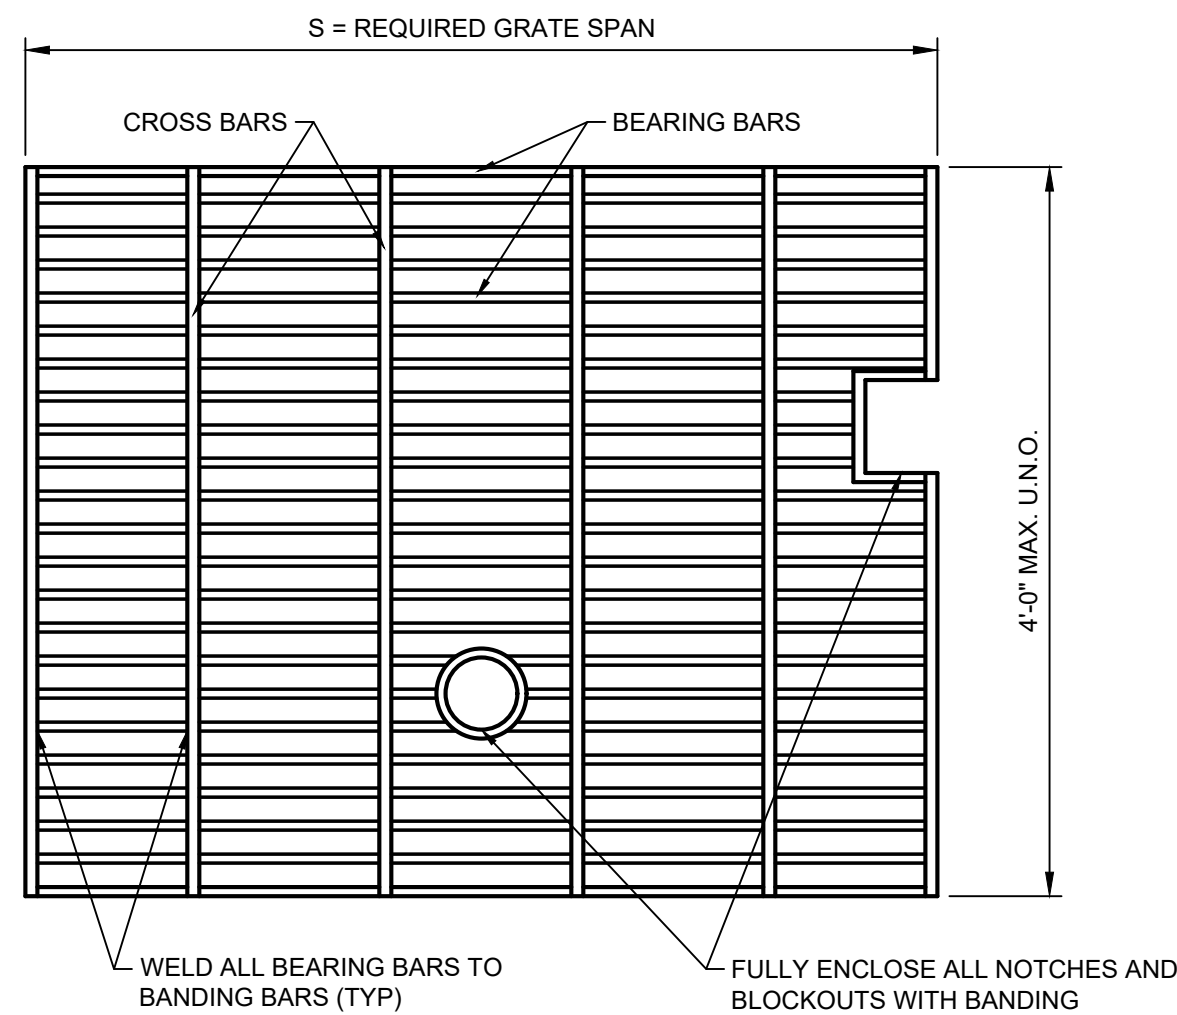 S = REQUIRED GRATE SPAN
CROSS BARS
BEARING BARS
4'-0" MAX. U.N.O.
WELD ALL BEARING BARS TO
BANDING BARS (TYP)
FULLY ENCLOSE ALL NOTCHES AND
BLOCKOUTS WITH BANDING